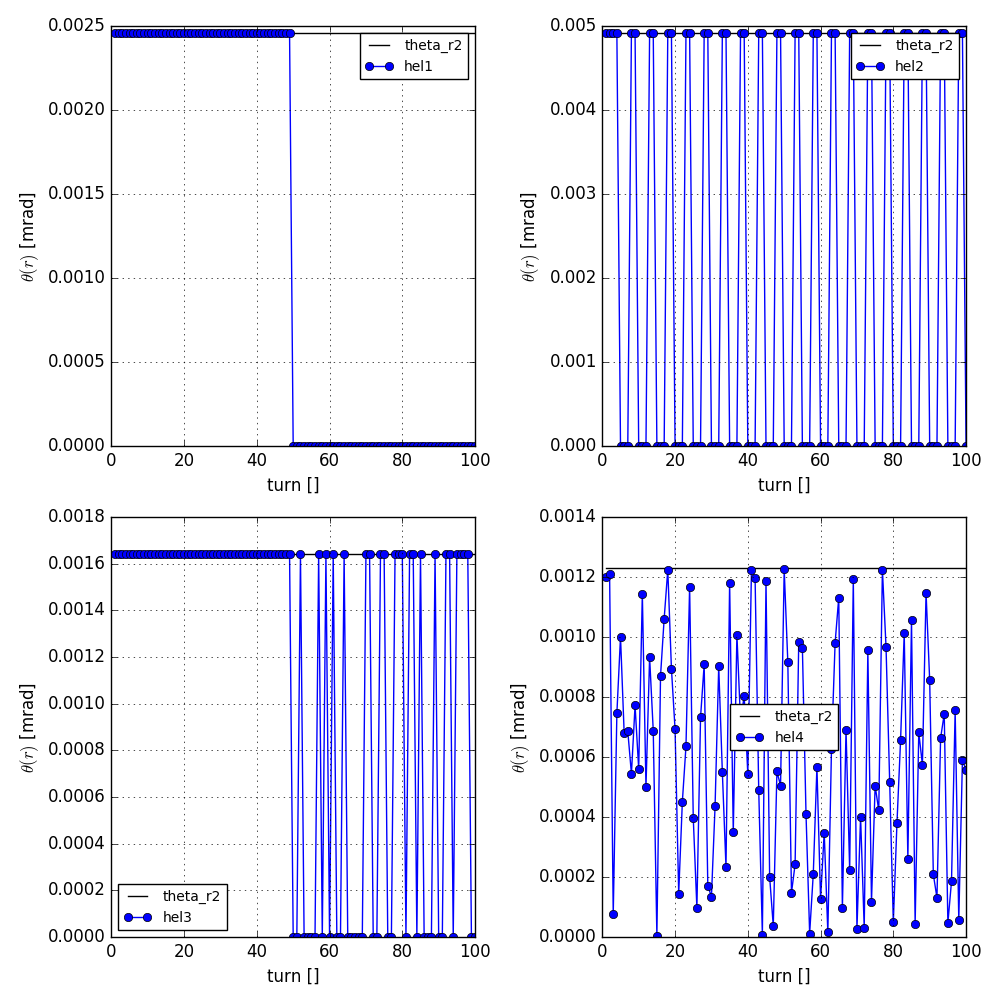 0.0025
0.0020
0.0015
0.0010
0.0005
0.0000
θ(r) [mrad]
0 20 40 60 80 100
turn []
theta_r2
hel1
0.005
0.004
0.003
0.002
0.001
0.000
θ(r) [mrad]
0 20 40 60 80 100
turn []
theta_r2
hel2
0.0018
0.0016
0.0014
0.0012
0.0010
0.0008
0.0006
0.0004
0.0002
0.0000
θ(r) [mrad]
0 20 40 60 80 100
turn []
theta_r2
hel3
0.0014
0.0012
0.0010
0.0008
0.0006
0.0004
0.0002
0.0000
θ(r) [mrad]
0 20 40 60 80 100
turn []
theta_r2
hel4